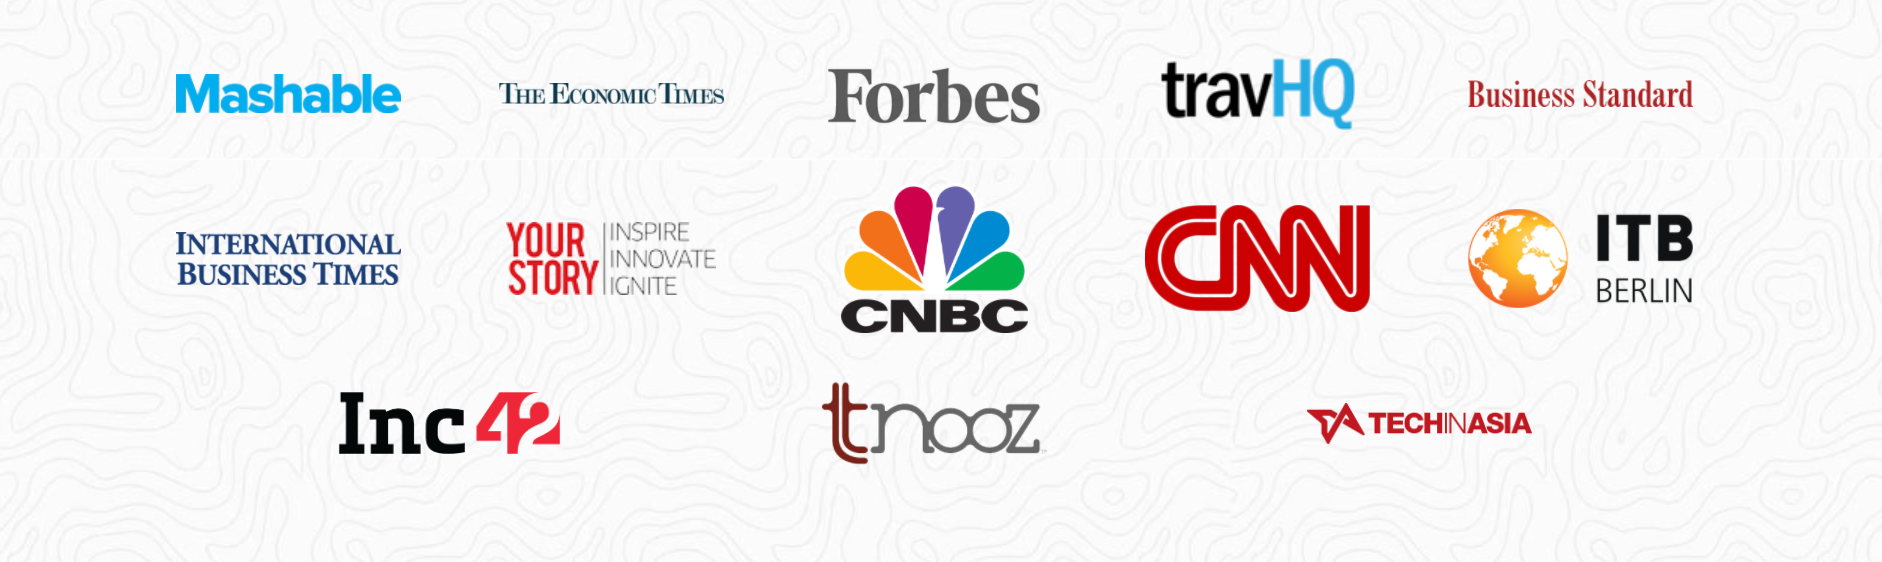 Mashable
THE ECONOMIC TIMES
Forbes
travHQ
Business Standard
INTERNATIONAL
BUSINESS TIMES
YOUR
STORY
INSPIRE
INNOVATE
IGNITE
CNBC
CNN
ITB
BERLIN
Inc42
tnooz
TECHINASIA